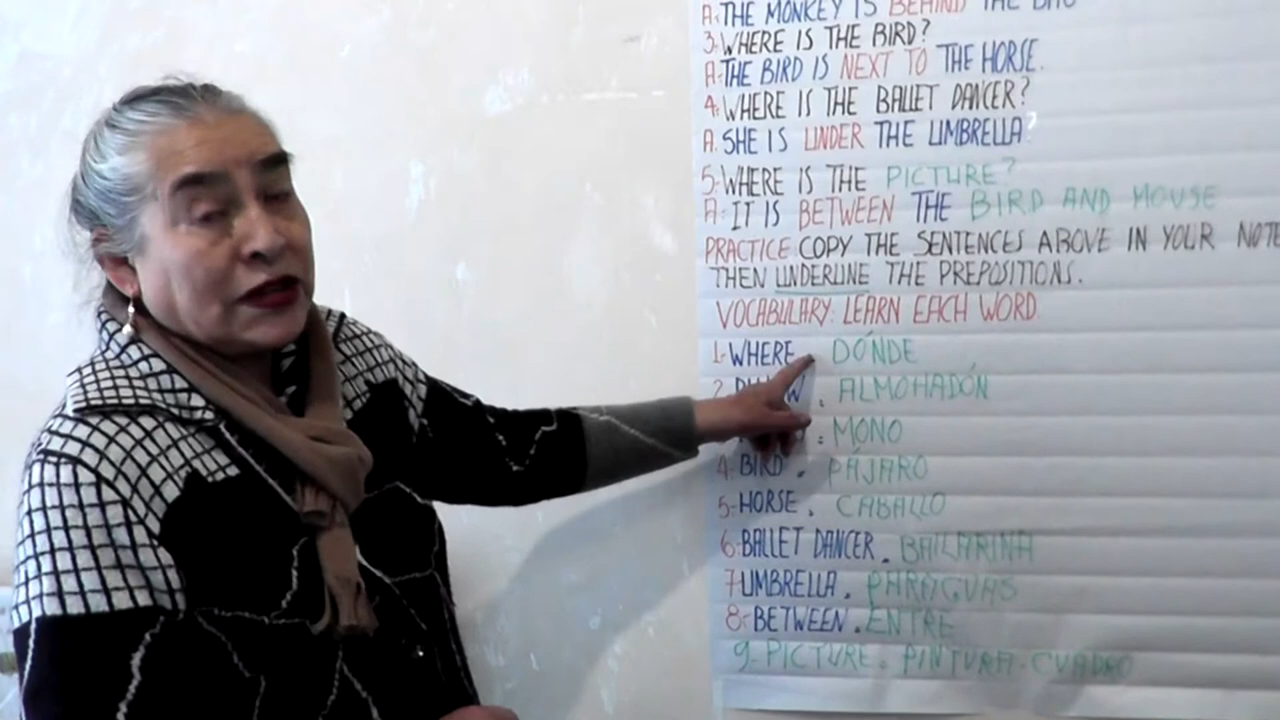 A: THE MONKEY IS BEHIND THE
3: WHERE IS THE BIRD?
A: THE BIRD IS NEXT TO THE HORSE.
4: WHERE IS THE BALLET DANCER?
A. SHE IS UNDER THE UMBRELLA?
5: WHERE IS THE PICTURE?
A: IT IS BETWEEN THE BIRD AND HOUSE
PRACTICE: COPY THE SENTENCES ABOVE IN YOUR NOTE
THEN UNDERLINE THE PREPOSITIONS.
VOCABULARY: LEARN EACH WORD.
1- WHERE. DÓNDE
2. ALMOHADÓN
: MONO
4. BIRD. PÁJARO
5- HORSE. CABALLO
6- BALLET DANCER. BAILARINA
7- UMBRELLA. PARAGUAS
8- BETWEEN. ENTRE
9- PICTURE. PINTURA-CUADRO